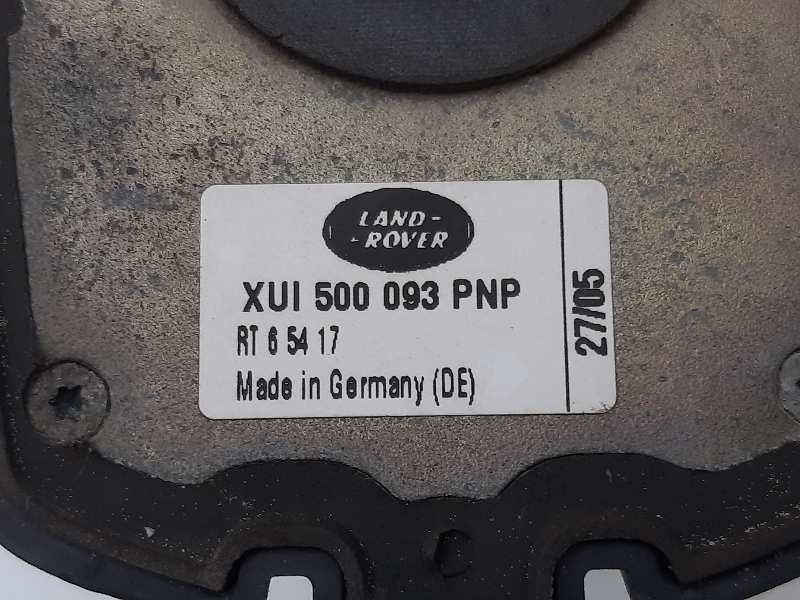 LAND-
-ROVER
XUI 500 093 PNP
RT 6 54 17
Made in Germany (DE)
27/05